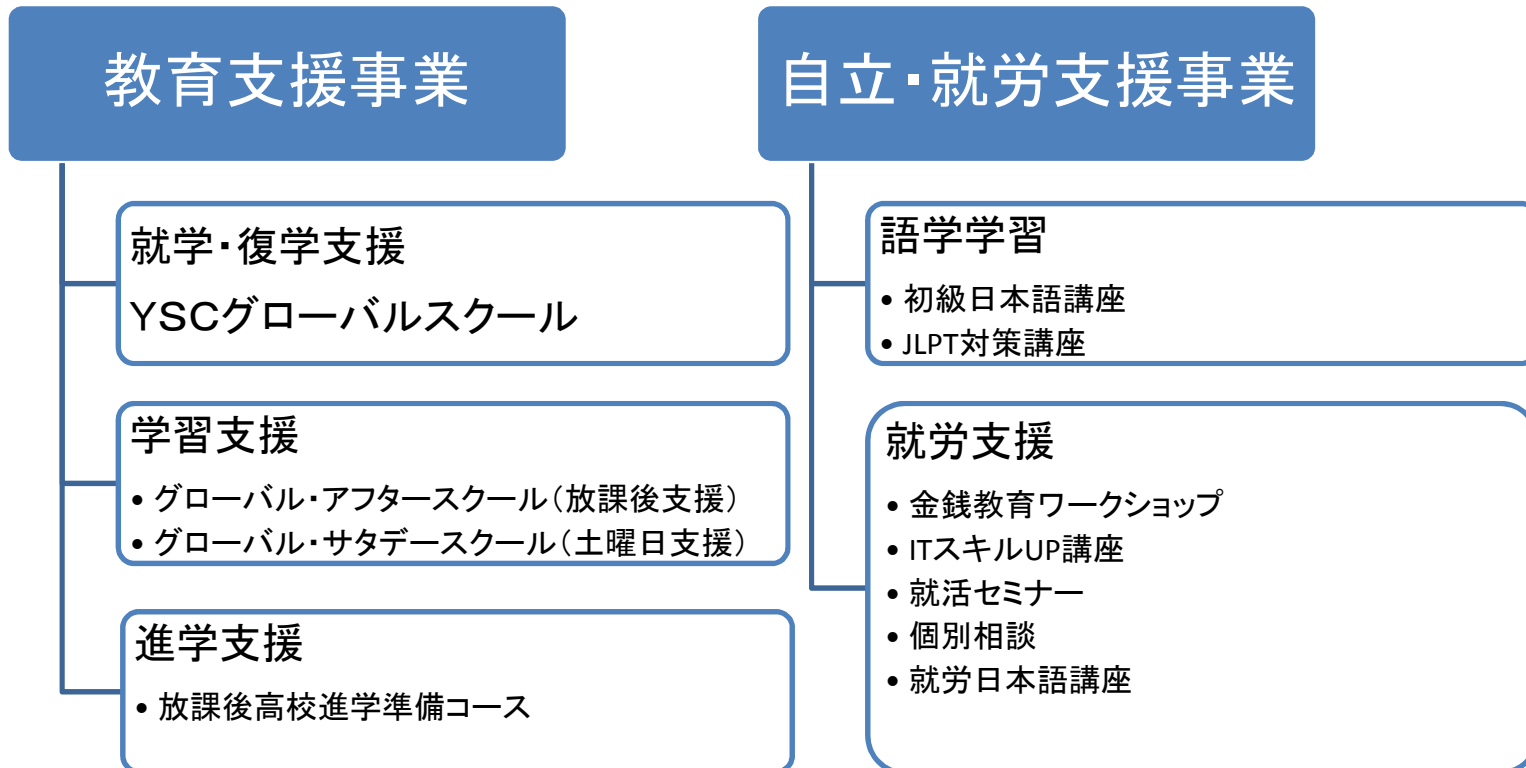 教育支援事業
就学・復学支援
YSCグローバルスクール
学習支援
• グローバル・アフタースクール（放課後支援）
• グローバル・サタデースクール（土曜日支援）
進学支援
• 放課後高校進学準備コース
自立・就労支援事業
語学学習
• 初級日本語講座
• JLPT対策講座
就労支援
• 金銭教育ワークショップ
• ITスキルUP講座
• 就活セミナー
• 個別相談
• 就労日本語講座